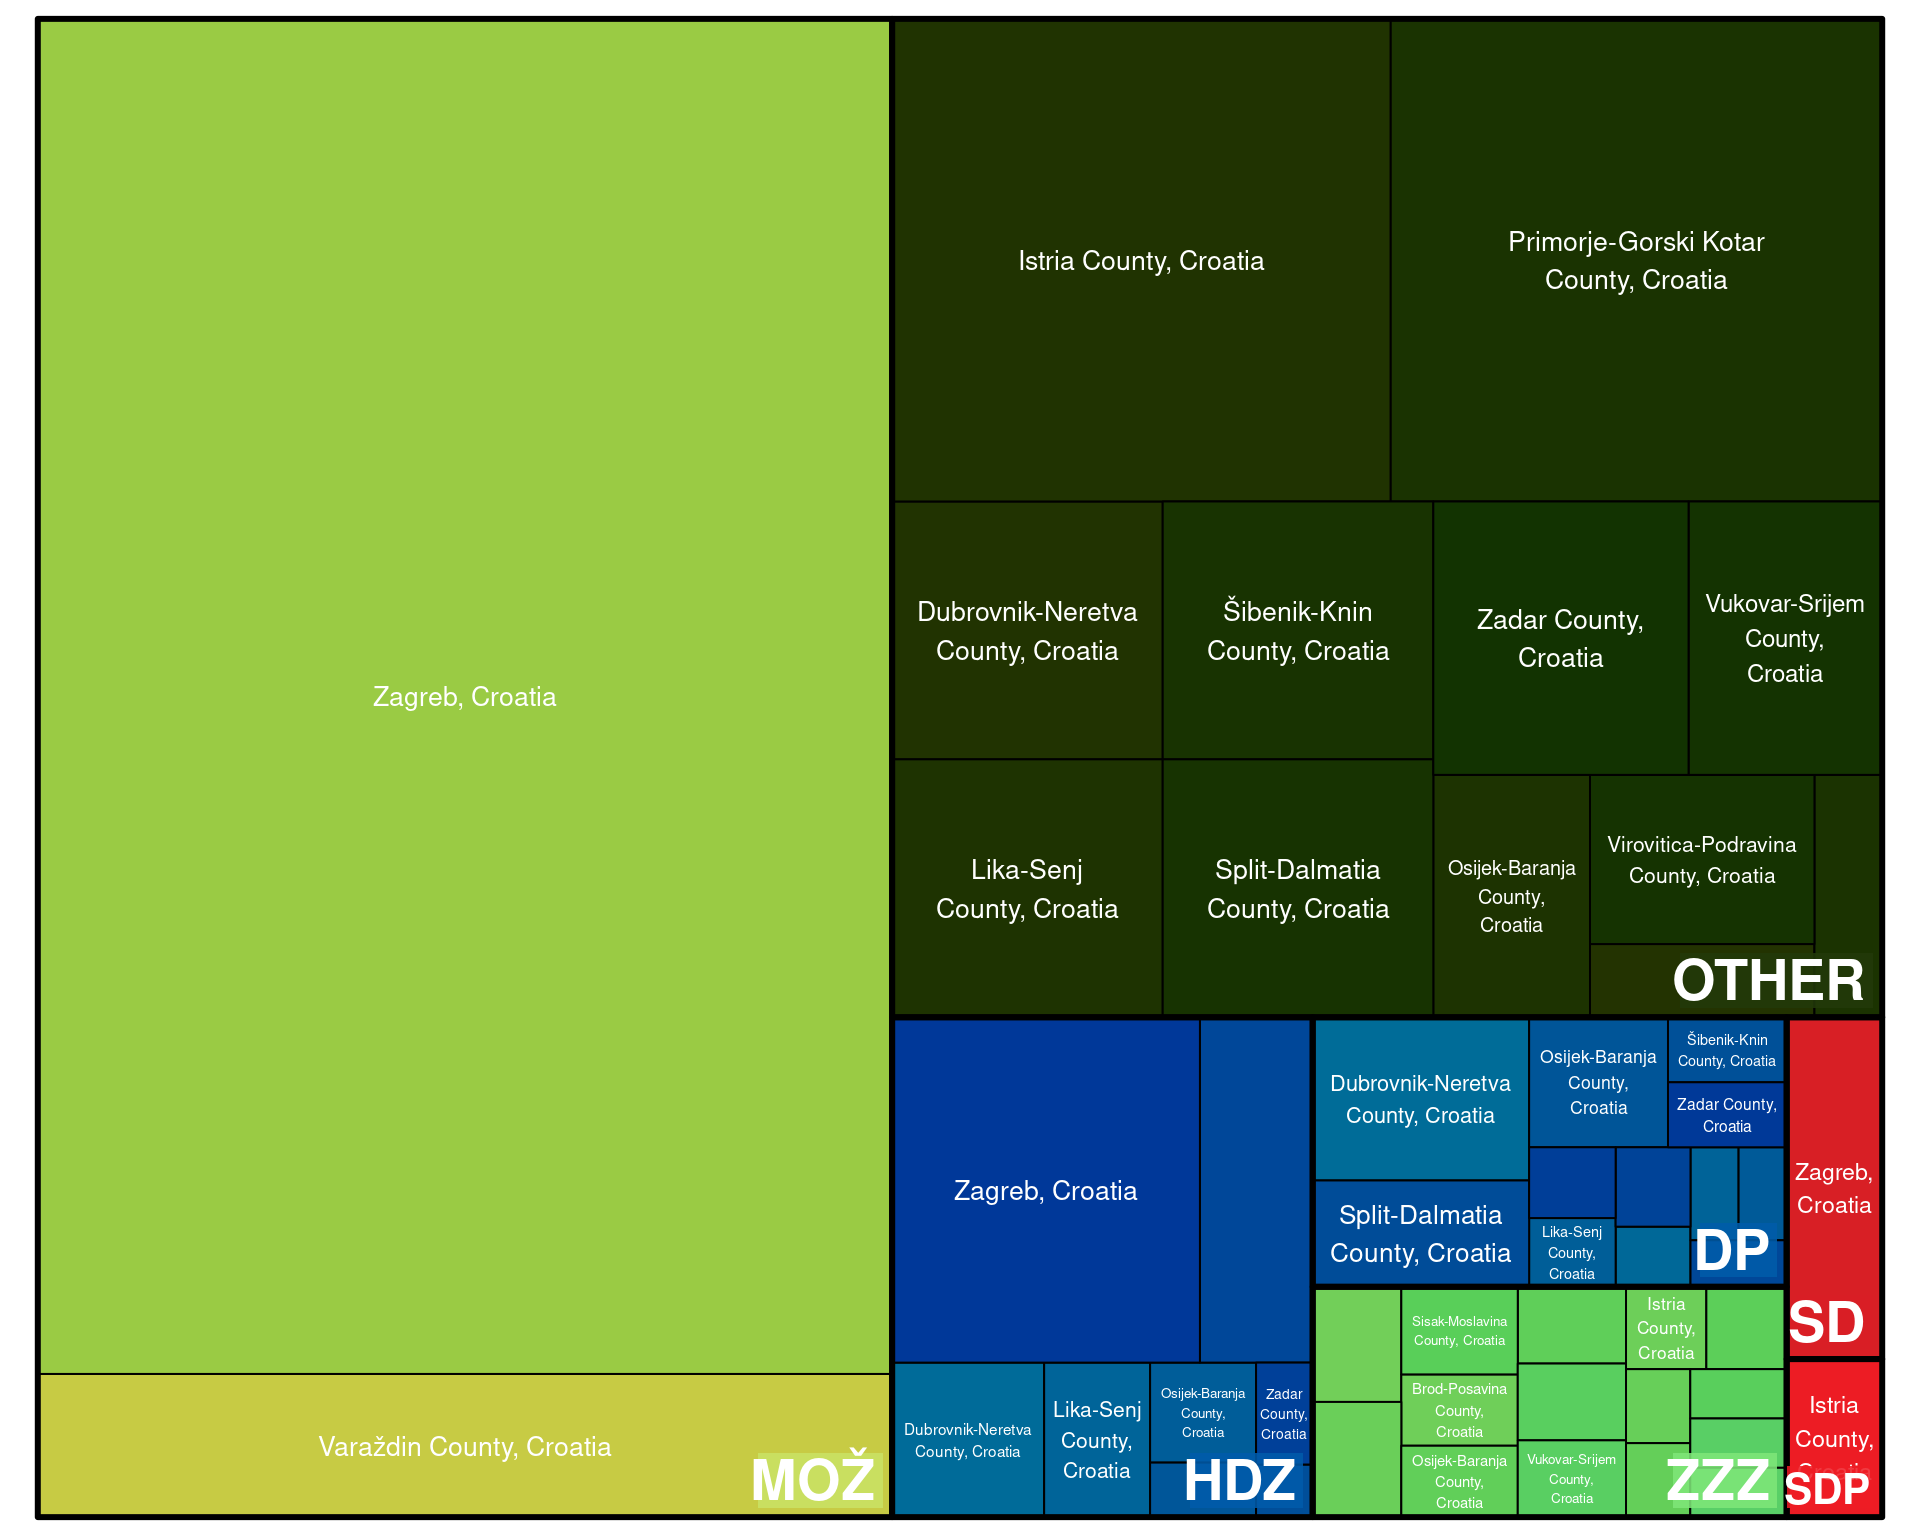 Zagreb, Croatia
Varaždin County, Croatia
MOŽ
Istria County, Croatia
Primorje-Gorski Kotar
County, Croatia
Dubrovnik-Neretva
County, Croatia
Šibenik-Knin
County, Croatia
Zadar County,
Croatia
Vukovar-Srijem
County,
Croatia
Lika-Senj
County, Croatia
Split-Dalmatia
County, Croatia
Osijek-Baranja
County,
Croatia
Virovitica-Podravina
County, Croatia
OTHER
Zagreb, Croatia
Dubrovnik-Neretva
County, Croatia
Lika-Senj
County,
Croatia
Osijek-Baranja
County,
Croatia
Zadar
County,
Croatia
HDZ
Dubrovnik-Neretva
County, Croatia
Split-Dalmatia
County, Croatia
Osijek-Baranja
County,
Croatia
Šibenik-Knin
County, Croatia
Zadar County,
Croatia
Lika-Senj
County,
Croatia
DP
Sisak-Moslavina
County, Croatia
Brod-Posavina
County,
Croatia
Osijek-Baranja
County,
Croatia
Vukovar-Srijem
County,
Croatia
Istria
County,
Croatia
ZZZ
Zagreb,
Croatia
SD
Istria
County,
Croatia
SDP